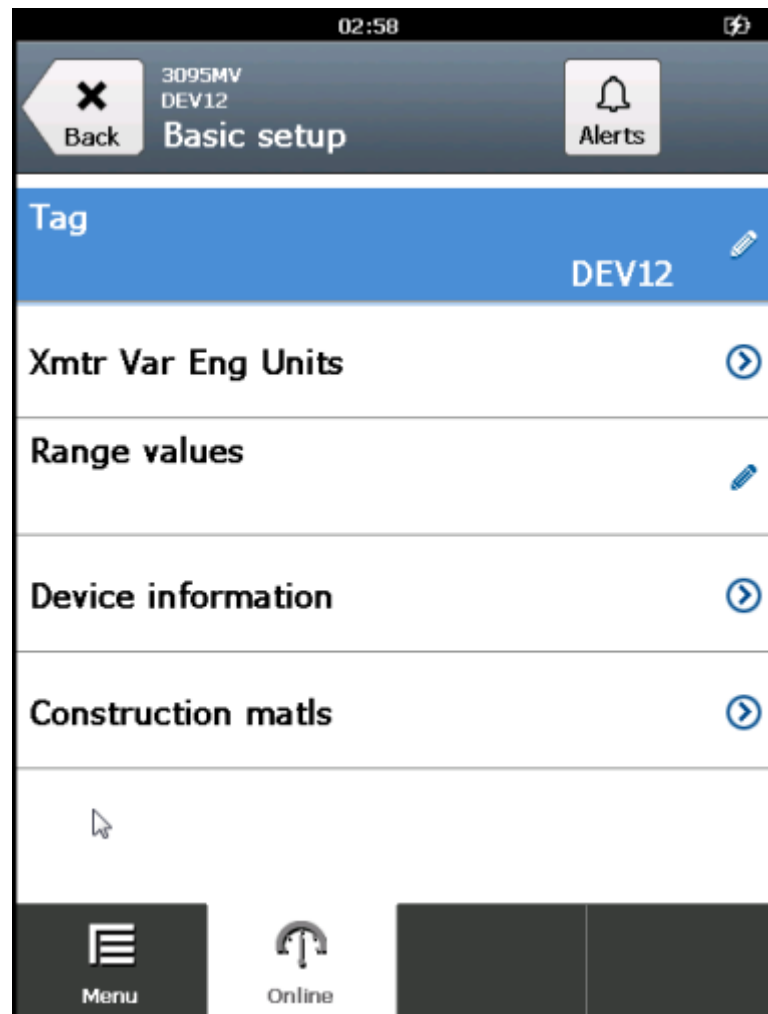 02:58
3095MV
DEV12
Basic setup
Back
Alerts
Tag
DEV12
Xmtr Var Eng Units
Range values
Device information
Construction matls
Menu
Online